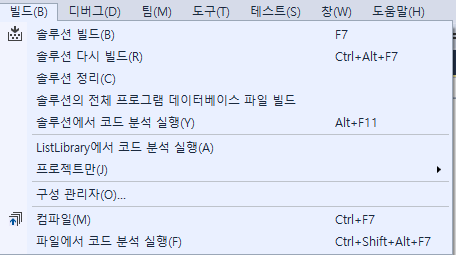 빌드(B) 디버그(D) 팀(M) 도구(T) 테스트(S) 창(W) 도움말(H)
솔루션 빌드(B) F7
솔루션 다시 빌드(R) Ctrl+Alt+F7
솔루션 정리(C)
솔루션의 전체 프로그램 데이터베이스 파일 빌드
솔루션에서 코드 분석 실행(Y) Alt+F11
ListLibrary에서 코드 분석 실행(A)
프로젝트만(J)
구성 관리자(O)...
컴파일(M) Ctrl+F7
파일에서 코드 분석 실행(F) Ctrl+Shift+Alt+F7